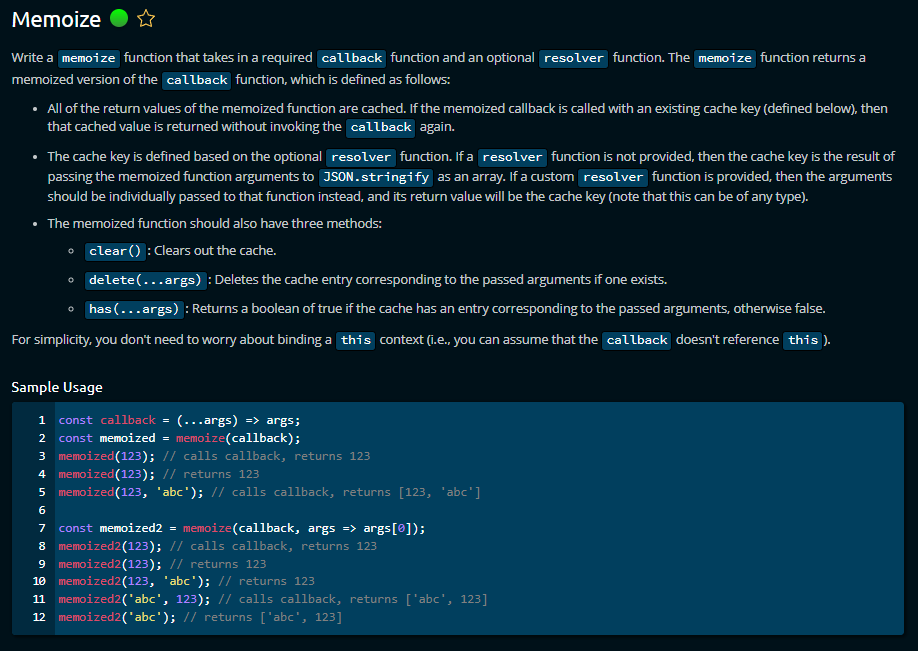 Memoize
Write a memoize function that takes in a required callback function and an optional resolver function. The memoize function returns a
memoized version of the callback function, which is defined as follows:
• All of the return values of the memoized function are cached. If the memoized callback is called with an existing cache key (defined below), then
that cached value is returned without invoking the callback again.
• The cache key is defined based on the optional resolver function. If a resolver function is not provided, then the cache key is the result of
passing the memoized function arguments to JSON.stringify as an array. If a custom resolver function is provided, then the arguments
should be individually passed to that function instead, and its return value will be the cache key (note that this can be of any type).
• The memoized function should also have three methods:
◦ clear() : Clears out the cache.
◦ delete(...args) : Deletes the cache entry corresponding to the passed arguments if one exists.
◦ has(...args) : Returns a boolean of true if the cache has an entry corresponding to the passed arguments, otherwise false.
For simplicity, you don't need to worry about binding a this context (i.e., you can assume that the callback doesn't reference this ).
Sample Usage
1 const callback = (...args) => args;
2 const memoized = memoize(callback);
3 memoized(123); // calls callback, returns 123
4 memoized(123); // returns 123
5 memoized(123, 'abc'); // calls callback, returns [123, 'abc']
6
7 const memoized2 = memoize(callback, args => args[0]);
8 memoized2(123); // calls callback, returns 123
9 memoized2(123); // returns 123
10 memoized2(123, 'abc'); // returns 123
11 memoized2('abc', 123); // calls callback, returns ['abc', 123]
12 memoized2('abc'); // returns ['abc', 123]